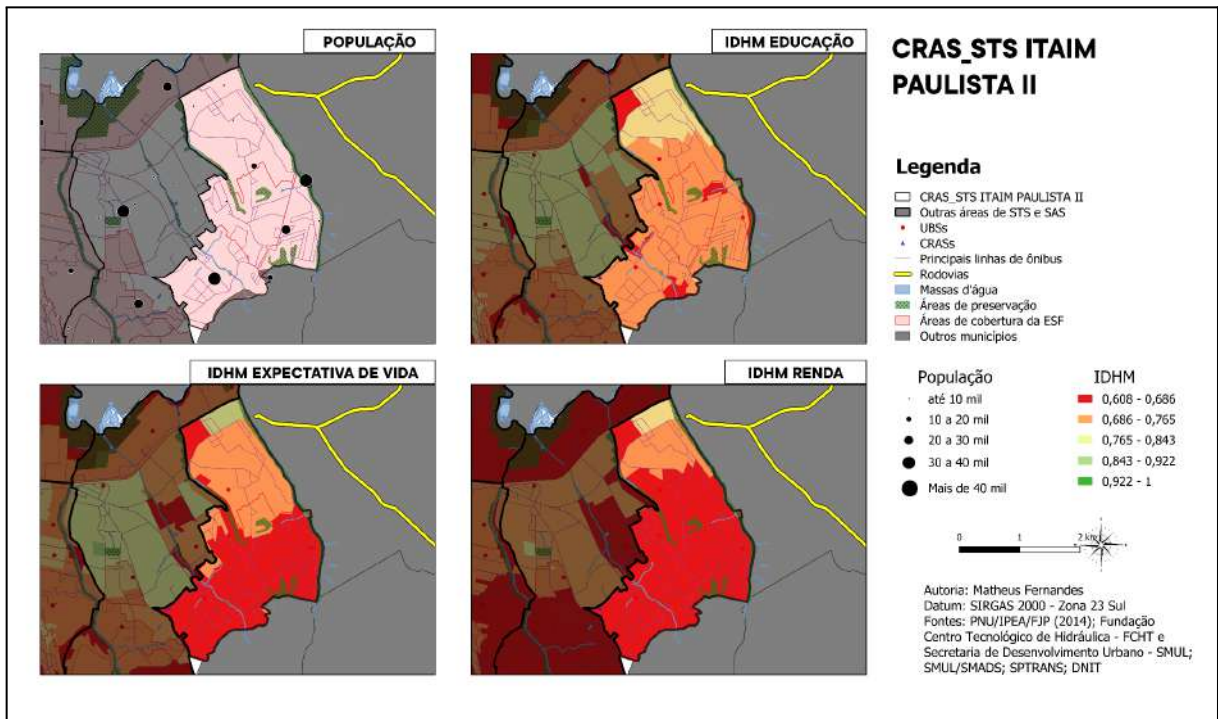 POPULAÇÃO
IDHM EDUCAÇÃO
IDHM EXPECTATIVA DE VIDA
IDHM RENDA
CRAS_STS ITAIM
PAULISTA II
Legenda
CRAS_STS ITAIM PAULISTA II
Outras áreas de STS e SAS
UBSs
CRASs
Principais linhas de ônibus
Rodovias
Massas d'água
Áreas de preservação
Áreas de cobertura da ESF
Outros municípios
População
até 10 mil
10 a 20 mil
20 a 30 mil
30 a 40 mil
Mais de 40 mil
IDHM
0,608 - 0,686
0,686 - 0,765
0,765 - 0,843
0,843 - 0,922
0,922 - 1
0 1 2 km
Autoria: Matheus Fernandes
Datum: SIRGAS 2000 - Zona 23 Sul
Fontes: PNU/IPEA/FJP (2014); Fundação
Centro Tecnológico de Hidráulica - FCHT e
Secretaria de Desenvolvimento Urbano - SMUL;
SMUL/SMADS; SPTRANS; DNIT